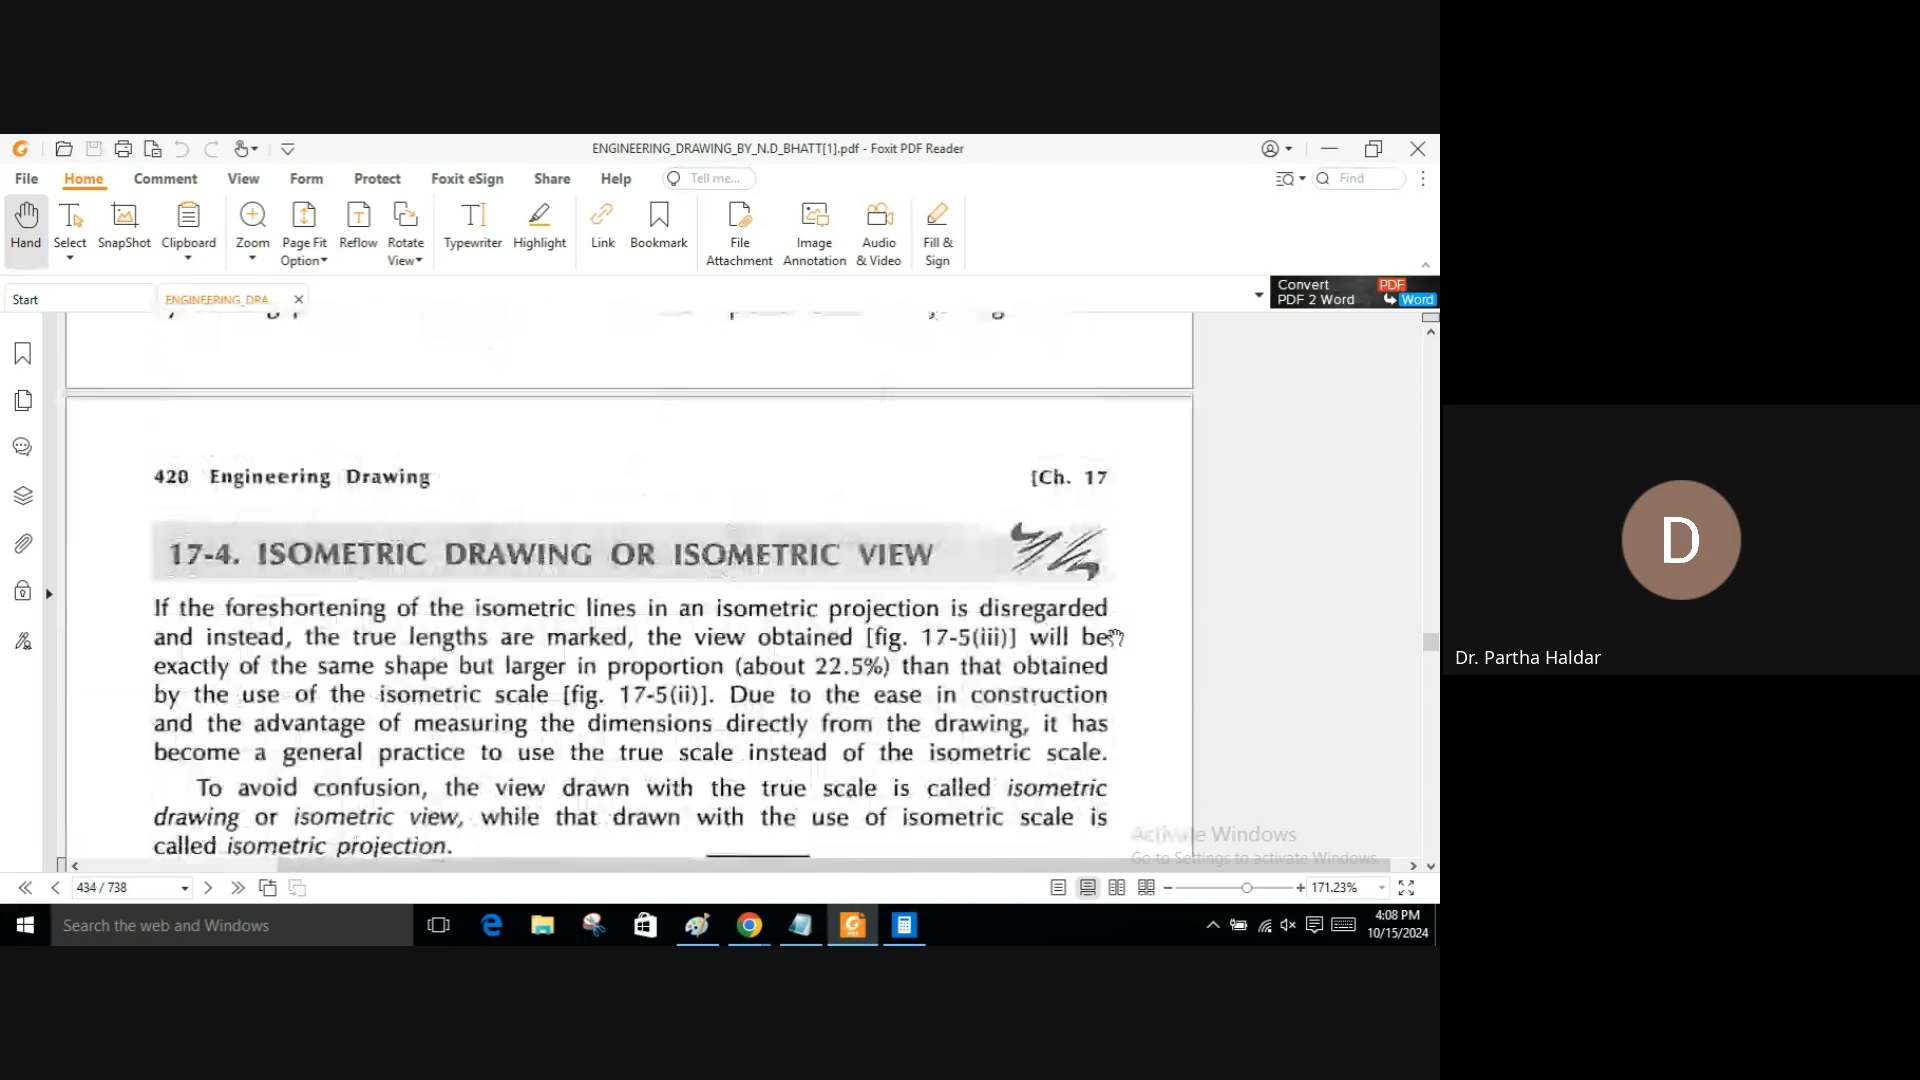 ENGINEERING_DRAWING_BY_N.D_BHATT[1].pdf - Foxit PDF Reader
File Home Comment View Form Protect Foxit eSign Share Help Tell me... Find
Hand Select SnapShot Clipboard Zoom Page Fit Option Reflow Rotate View Typewriter Highlight Link Bookmark File Attachment Image Annotation Audio & Video Fill & Sign
Start ENGINEERING_DRA... Convert PDF 2 Word PDF Word
420 Engineering Drawing [Ch. 17
17-4. ISOMETRIC DRAWING OR ISOMETRIC VIEW
If the foreshortening of the isometric lines in an isometric projection is disregarded
and instead, the true lengths are marked, the view obtained [fig. 17-5(iii)] will be
exactly of the same shape but larger in proportion (about 22.5%) than that obtained
by the use of the isometric scale [fig. 17-5(ii)]. Due to the ease in construction
and the advantage of measuring the dimensions directly from the drawing, it has
become a general practice to use the true scale instead of the isometric scale.
To avoid confusion, the view drawn with the true scale is called isometric
drawing or isometric view, while that drawn with the use of isometric scale is
called isometric projection.
Activate Windows
Go to Settings to activate Windows.
434 / 738 171.23%
Search the web and Windows
4:08 PM
10/15/2024
D
Dr. Partha Haldar